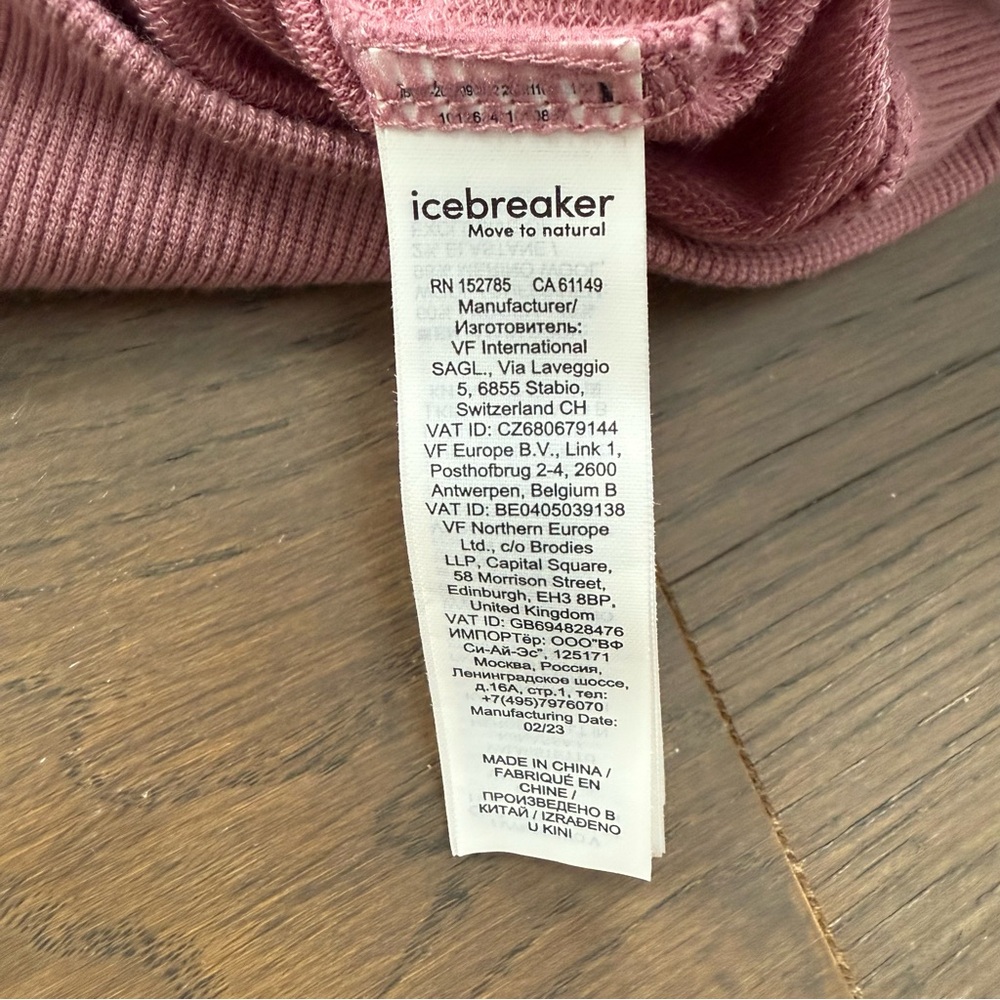 icebreaker
Move to natural
RN 152785 CA 61149
Manufacturer/
Изготовитель:
VF International
SAGL., Via Laveggio
5, 6855 Stabio,
Switzerland CH
VAT ID: CZ680679144
VF Europe B.V., Link 1,
Posthofbrug 2-4, 2600
Antwerpen, Belgium B
VAT ID: BE0405039138
VF Northern Europe
Ltd., c/o Brodies
LLP, Capital Square,
58 Morrison Street,
Edinburgh, EH3 8BP,
United Kingdom
VAT ID: GB694828476
ИМПОРТёр: ООО"ВФ
Си-Ай-Эс", 125171
Москва, Россия,
Ленинградское шоссе,
д.16А, стр.1, тел:
+7(495)7976070
Manufacturing Date:
02/23
MADE IN CHINA /
FABRIQUÉ EN
CHINE /
ПРОИЗВЕДЕНО В
КИТАЙ / IZRAĐENO
U KINI